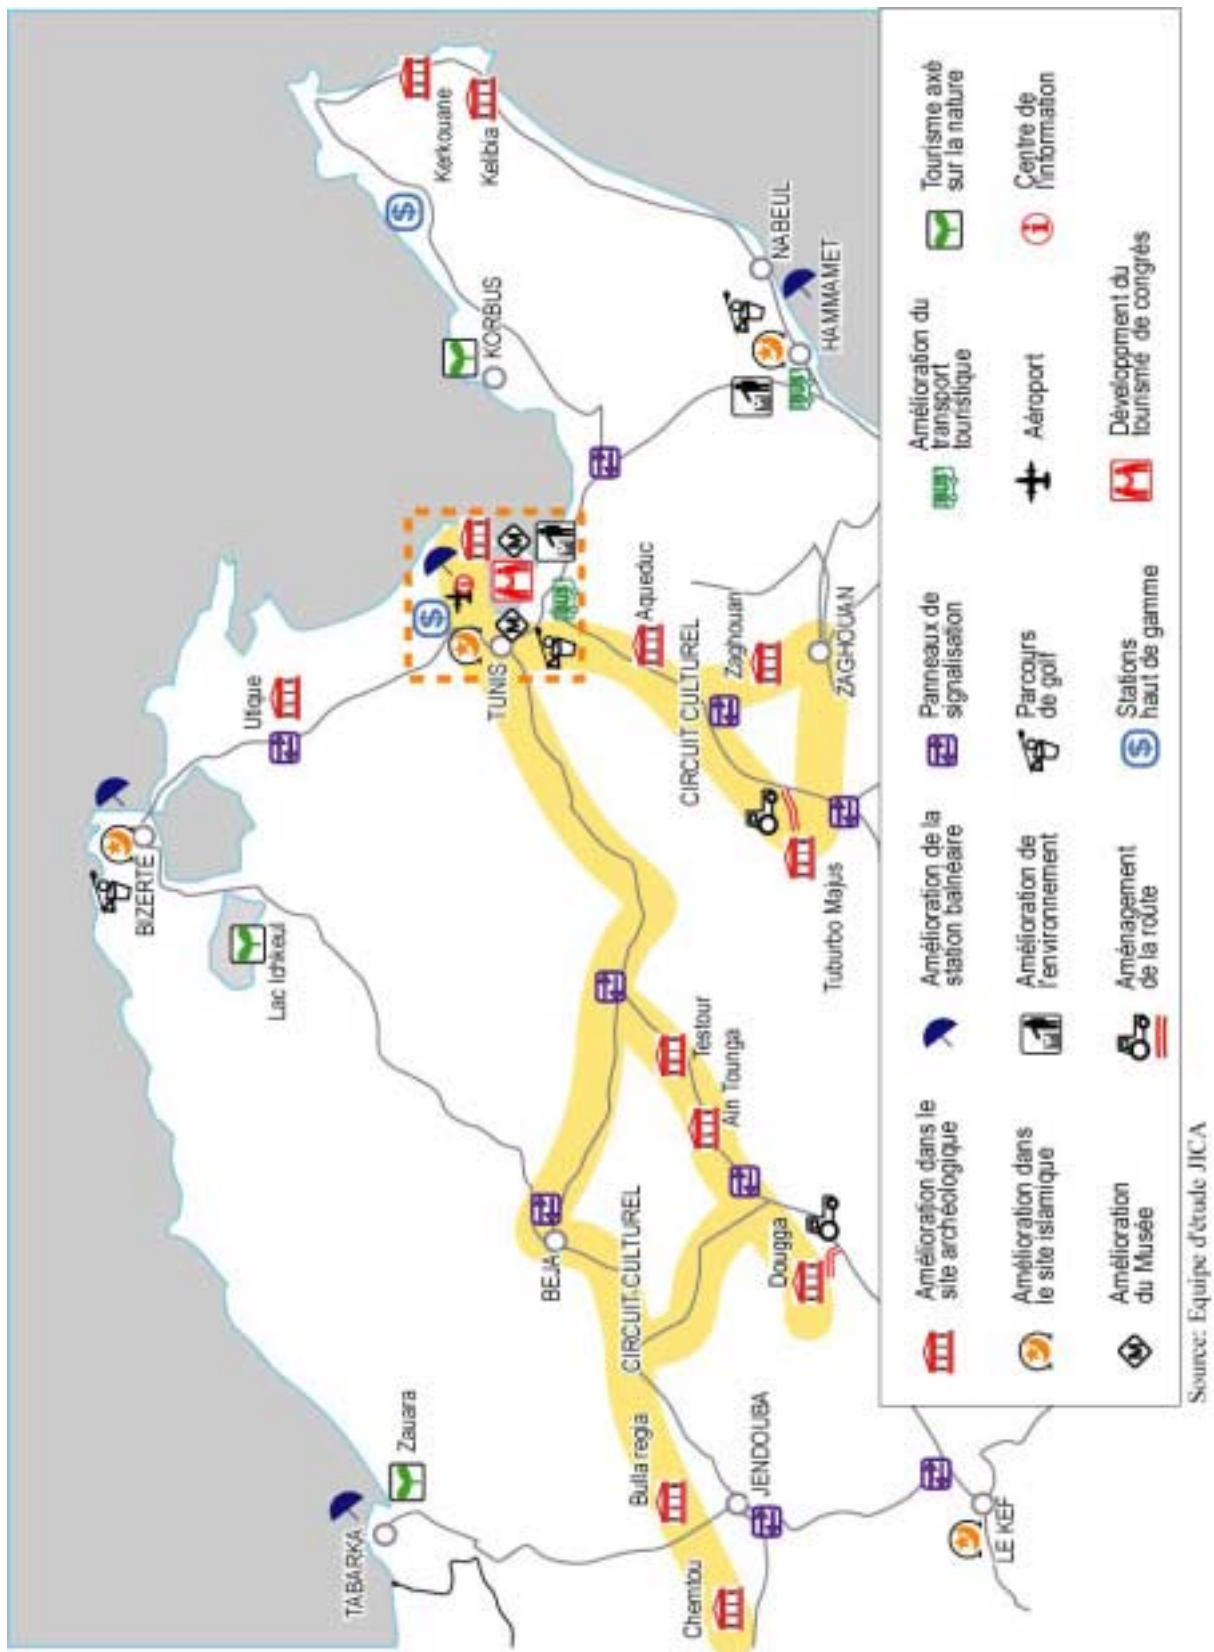 BIZERTE
Utique
Lac Ichkeul
TABARKA
Zauara
KORBUS
Kerkouane
Kelibia
NABEUL
HAMMAMET
TUNIS
Aqueduc
CIRCUIT CULTUREL
Zaghouan
ZAGHOUAN
Tuburbo Majus
Testour
Ain Tounga
BEJA
CIRCUIT CULTUREL
Dougga
Bulla regia
JENDOUBA
Chemtou
LE KEF
Amélioration dans le
site archéologique
Amélioration de la
station balnéaire
Panneaux de
signalisation
Amélioration du
transport
touristique
Tourisme axé
sur la nature
Amélioration dans
le site islamique
Amélioration de
l'environnement
Parcours
de golf
Aéroport
Centre de
l'information
Amélioration
du Musée
Aménagement
de la route
Stations
haut de gamme
Développment du
tourisme de congrès
Source: Equipe d'étude JICA